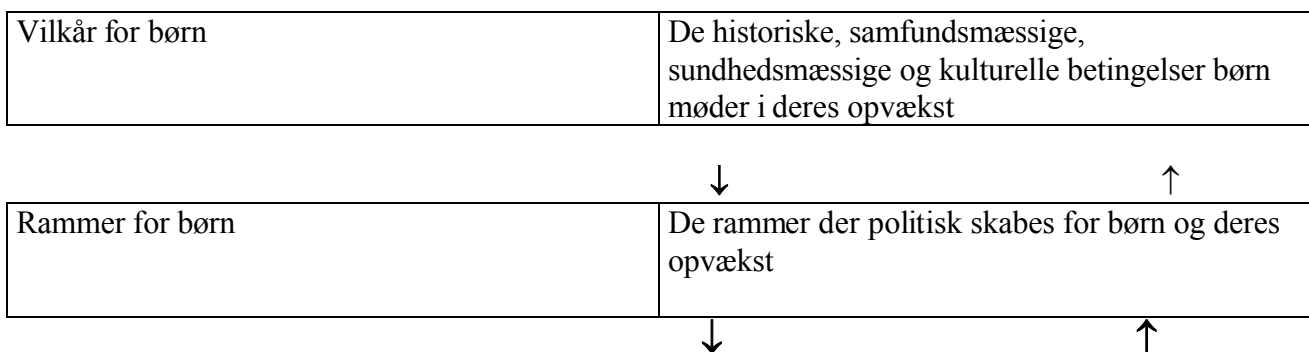 Vilkår for børn
De historiske, samfundsmæssige,
sundhedsmæssige og kulturelle betingelser børn
møder i deres opvækst
↓ ↑
Rammer for børn
De rammer der politisk skabes for børn og deres
opvækst
↓ ↑